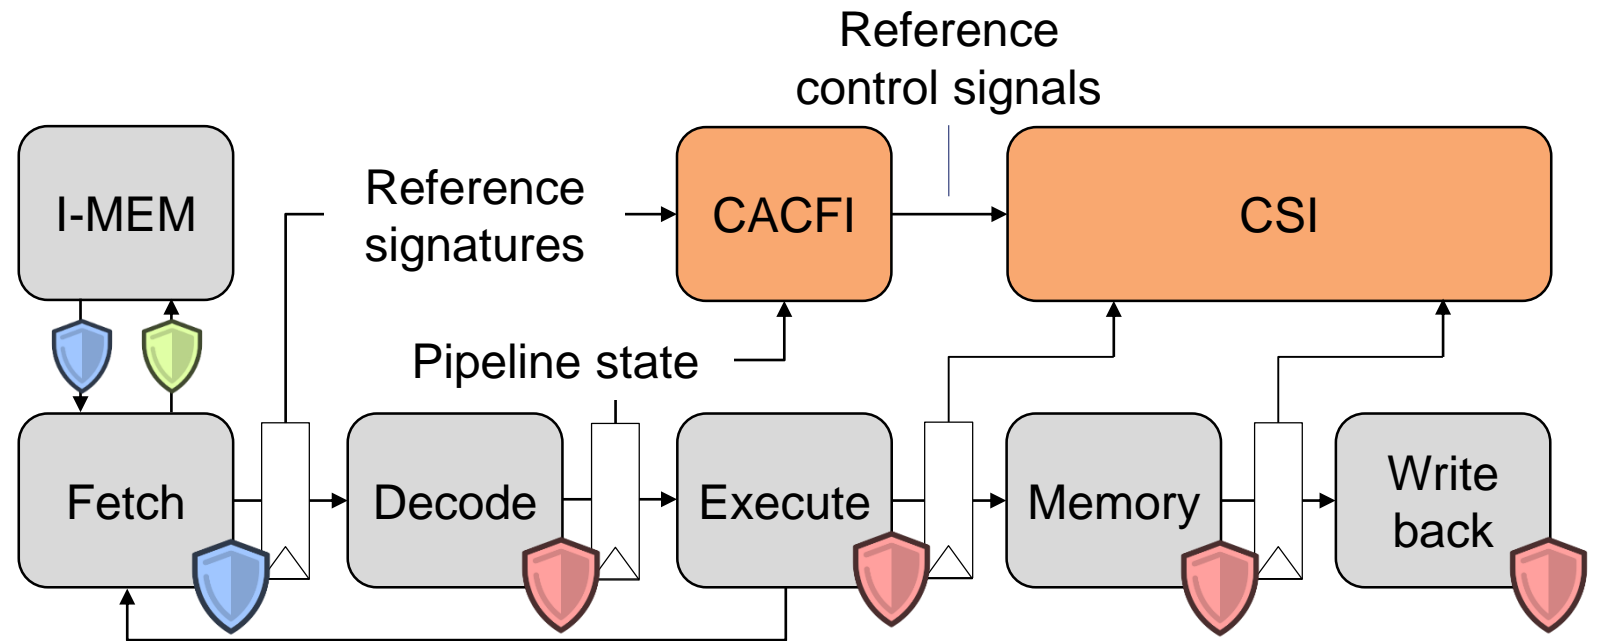 Reference
control signals
I-MEM
Reference
signatures
CACFI
CSI
Pipeline state
Fetch
Decode
Execute
Memory
Write
back